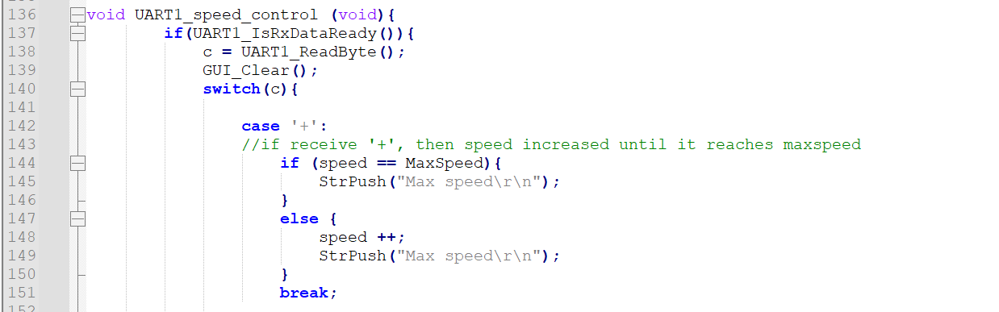 136 void UART1_speed_control (void){
137 if(UART1_IsRxDataReady()){
138 c = UART1_ReadByte();
139 GUI_Clear();
140 switch(c){
141
142 case '+':
143 //if receive '+', then speed increased until it reaches maxspeed
144 if (speed == MaxSpeed){
145 StrPush("Max speed\r\n");
146 }
147 else {
148 speed ++;
149 StrPush("Max speed\r\n");
150 }
151 break;
152